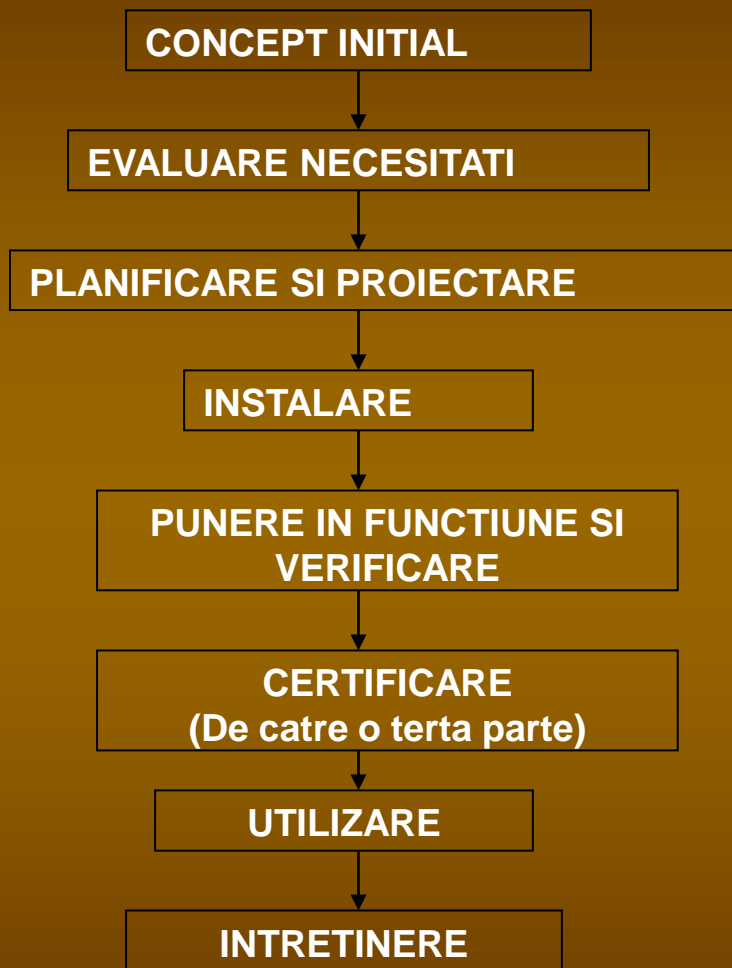 CONCEPT INITIAL
EVALUARE NECESITATI
PLANIFICARE SI PROIECTARE
INSTALARE
PUNERE IN FUNCTIUNE SI
VERIFICARE
CERTIFICARE
(De catre o terta parte)
UTILIZARE
INTRETINERE